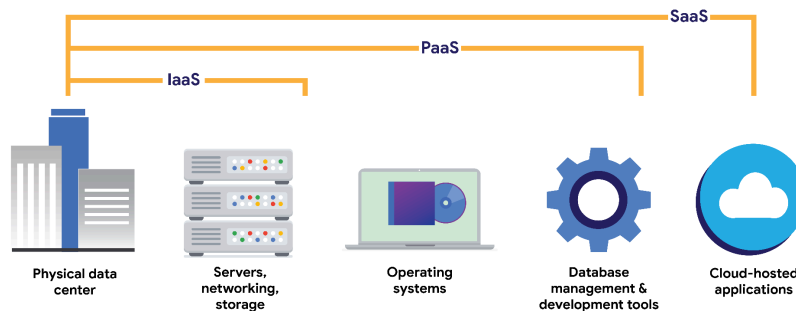 SaaS
PaaS
IaaS
Physical data
center
Servers,
networking,
storage
Operating
systems
Database
management &
development tools
Cloud-hosted
applications